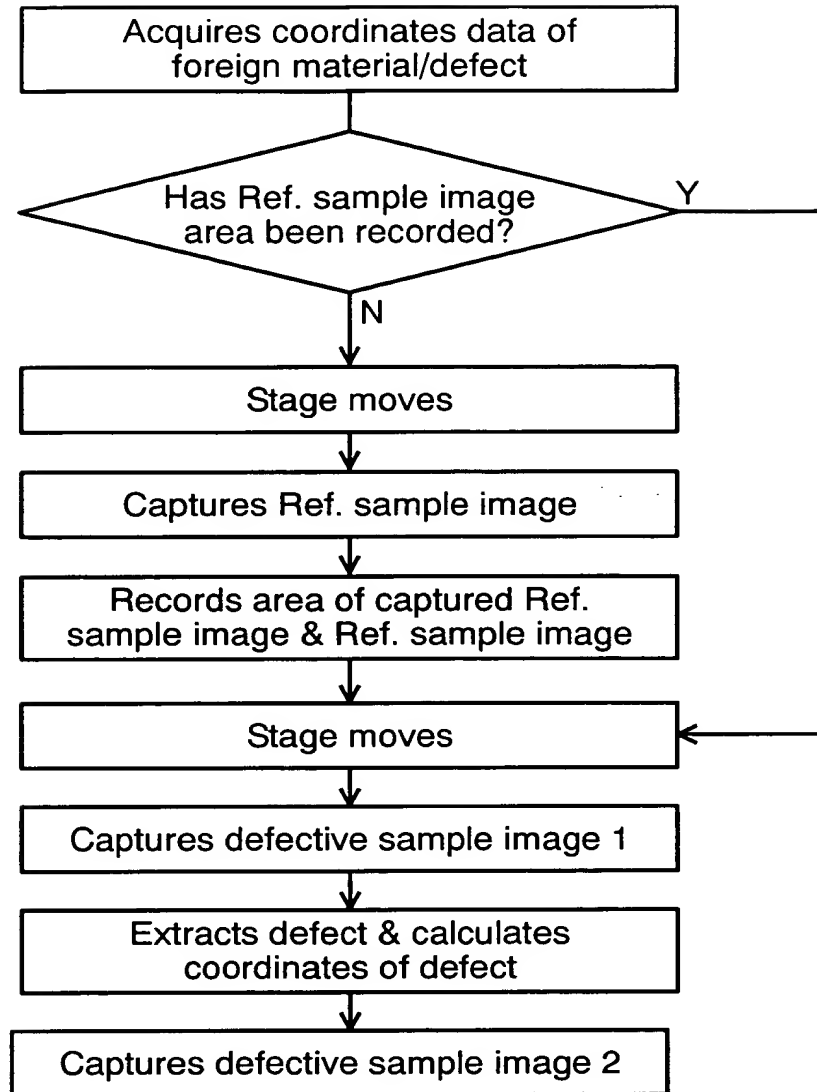 Acquires coordinates data of
foreign material/defect
Has Ref. sample image
area been recorded?
Y
N
Stage moves
Captures Ref. sample image
Records area of captured Ref.
sample image & Ref. sample image
Stage moves
Captures defective sample image 1
Extracts defect & calculates
coordinates of defect
Captures defective sample image 2